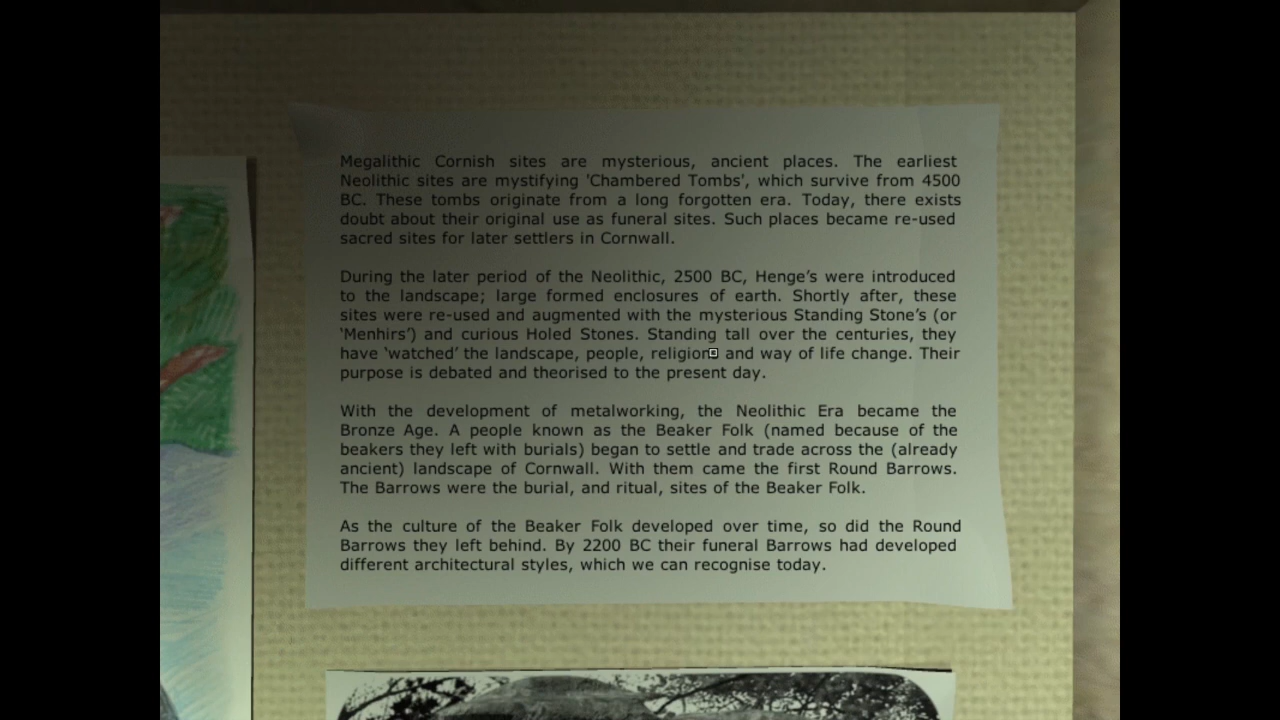 Megalithic Cornish sites are mysterious, ancient places. The earliest
Neolithic sites are mystifying 'Chambered Tombs', which survive from 4500
BC. These tombs originate from a long forgotten era. Today, there exists
doubt about their original use as funeral sites. Such places became re-used
sacred sites for later settlers in Cornwall.
During the later period of the Neolithic, 2500 BC, Henge's were introduced
to the landscape; large formed enclosures of earth. Shortly after, these
sites were re-used and augmented with the mysterious Standing Stone's (or
'Menhirs') and curious Holed Stones. Standing tall over the centuries, they
have 'watched' the landscape, people, religions and way of life change. Their
purpose is debated and theorised to the present day.
With the development of metalworking, the Neolithic Era became the
Bronze Age. A people known as the Beaker Folk (named because of the
beakers they left with burials) began to settle and trade across the (already
ancient) landscape of Cornwall. With them came the first Round Barrows.
The Barrows were the burial, and ritual, sites of the Beaker Folk.
As the culture of the Beaker Folk developed over time, so did the Round
Barrows they left behind. By 2200 BC their funeral Barrows had developed
different architectural styles, which we can recognise today.